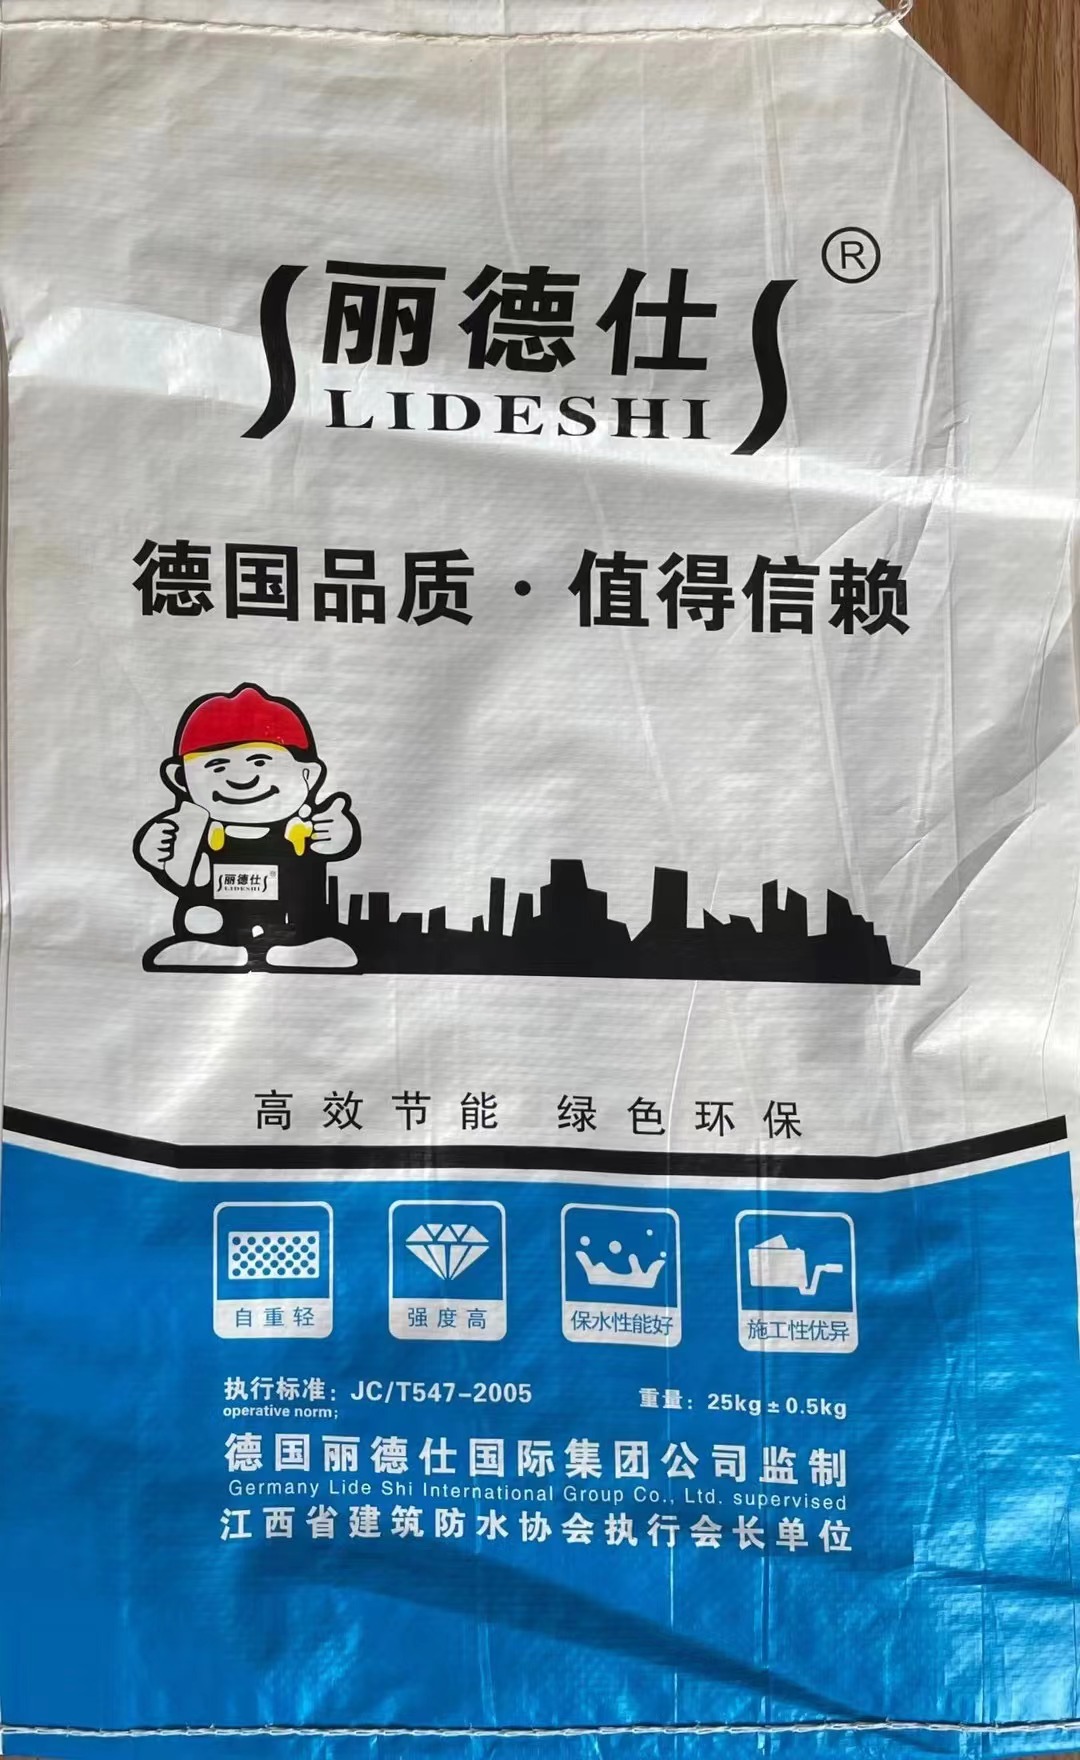 ®
丽德仕
LIDESHI
德国品质·值得信赖
丽德仕®
LIDESHI
高效节能 绿色环保
自重轻 强度高 保水性能好 施工性优异
执行标准：JC/T547-2005 重量：25kg±0.5kg
operative norm;
德国丽德仕国际集团公司监制
Germany Lide Shi International Group Co., Ltd. supervised
江西省建筑防水协会执行会长单位